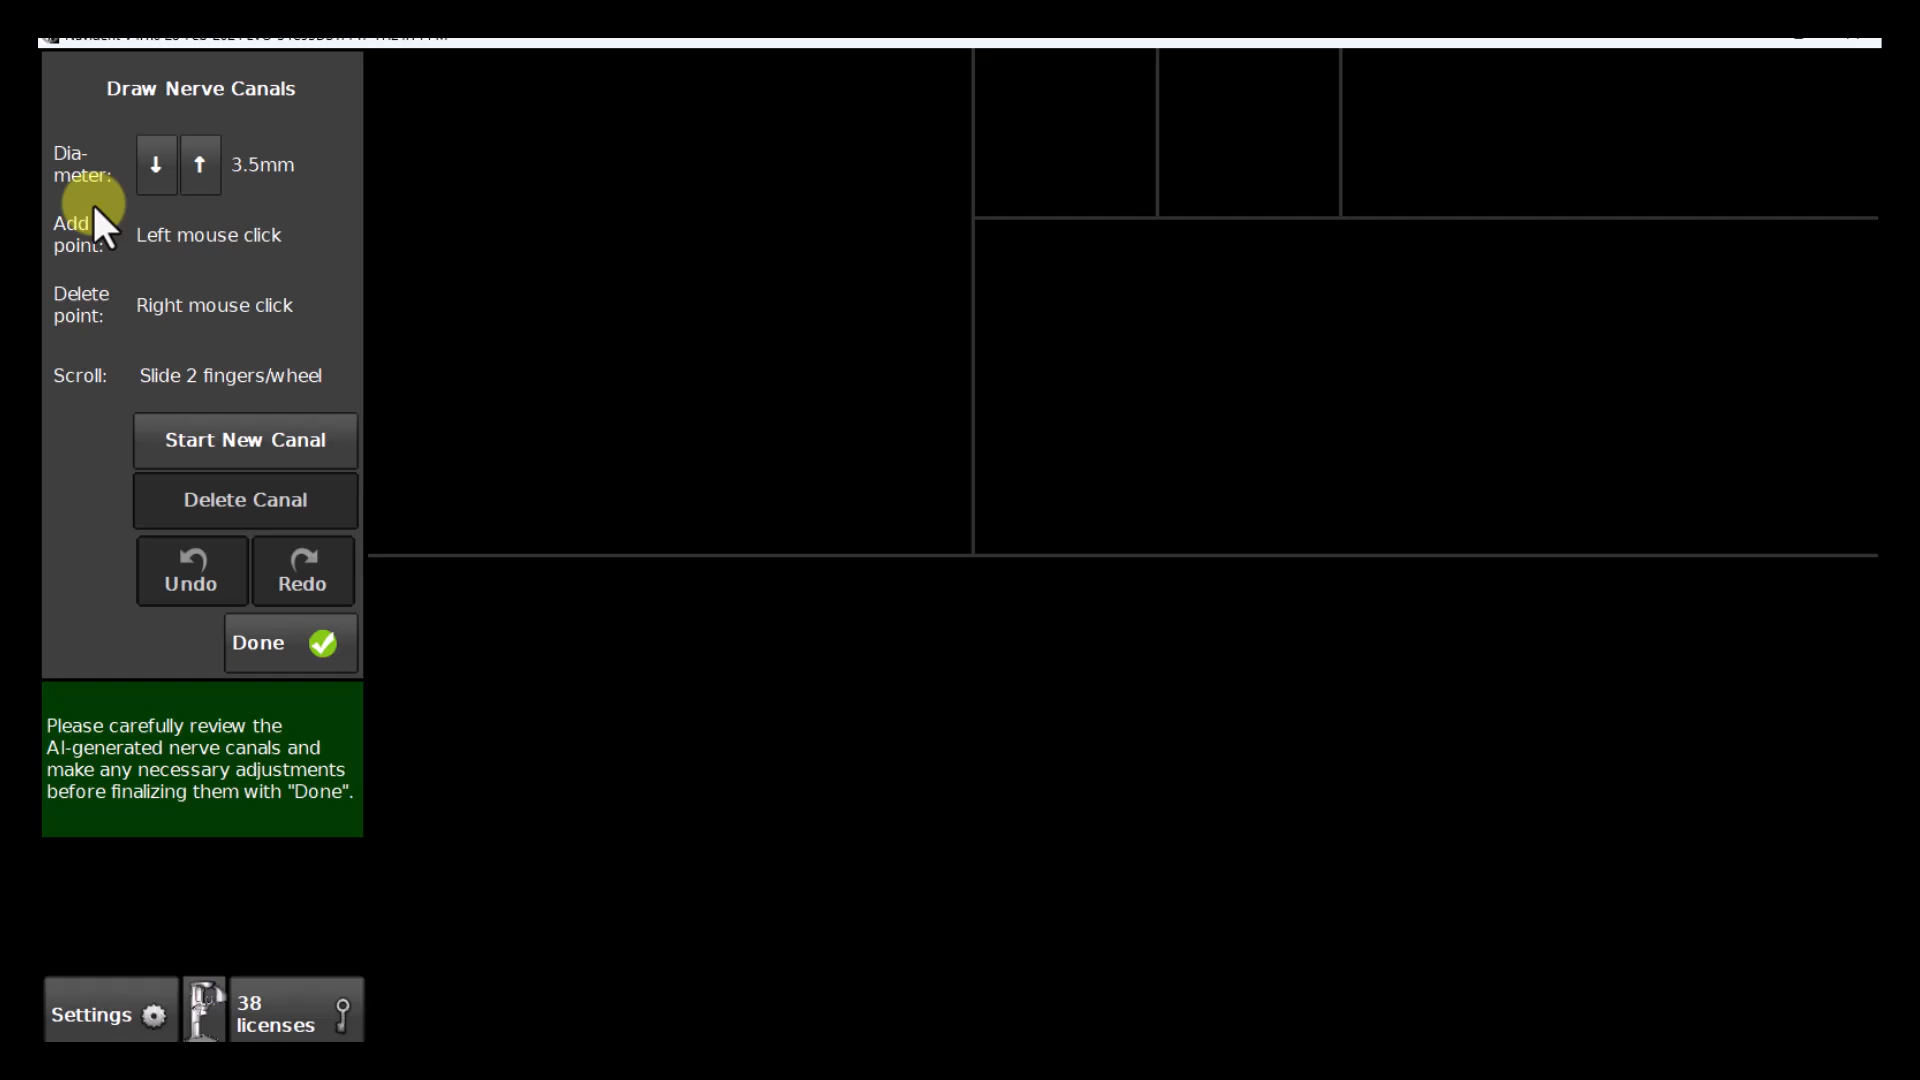 Draw Nerve Canals
Dia-
meter:
3.5mm
Add
point:
Left mouse click
Delete
point:
Right mouse click
Scroll:
Slide 2 fingers/wheel
Start New Canal
Delete Canal
Undo
Redo
Done
Please carefully review the
AI-generated nerve canals and
make any necessary adjustments
before finalizing them with "Done".
Settings
38
licenses